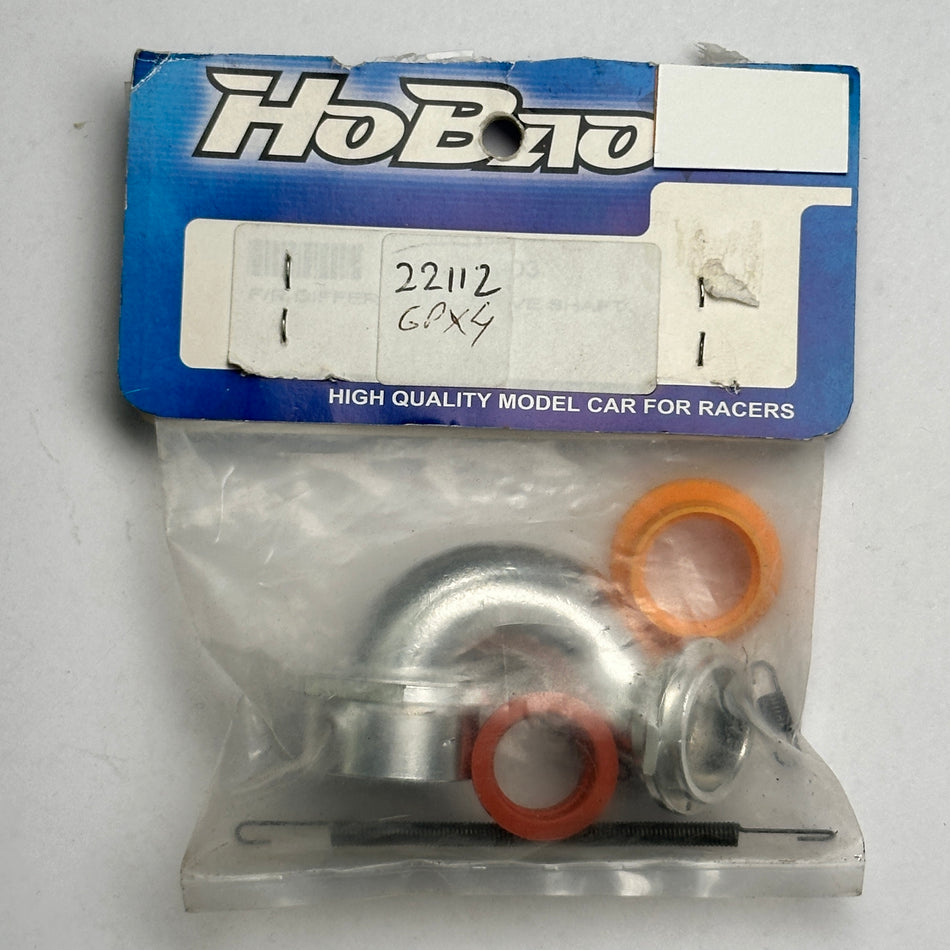 HoBao
22112
GPX4
HIGH QUALITY MODEL CAR FOR RACERS